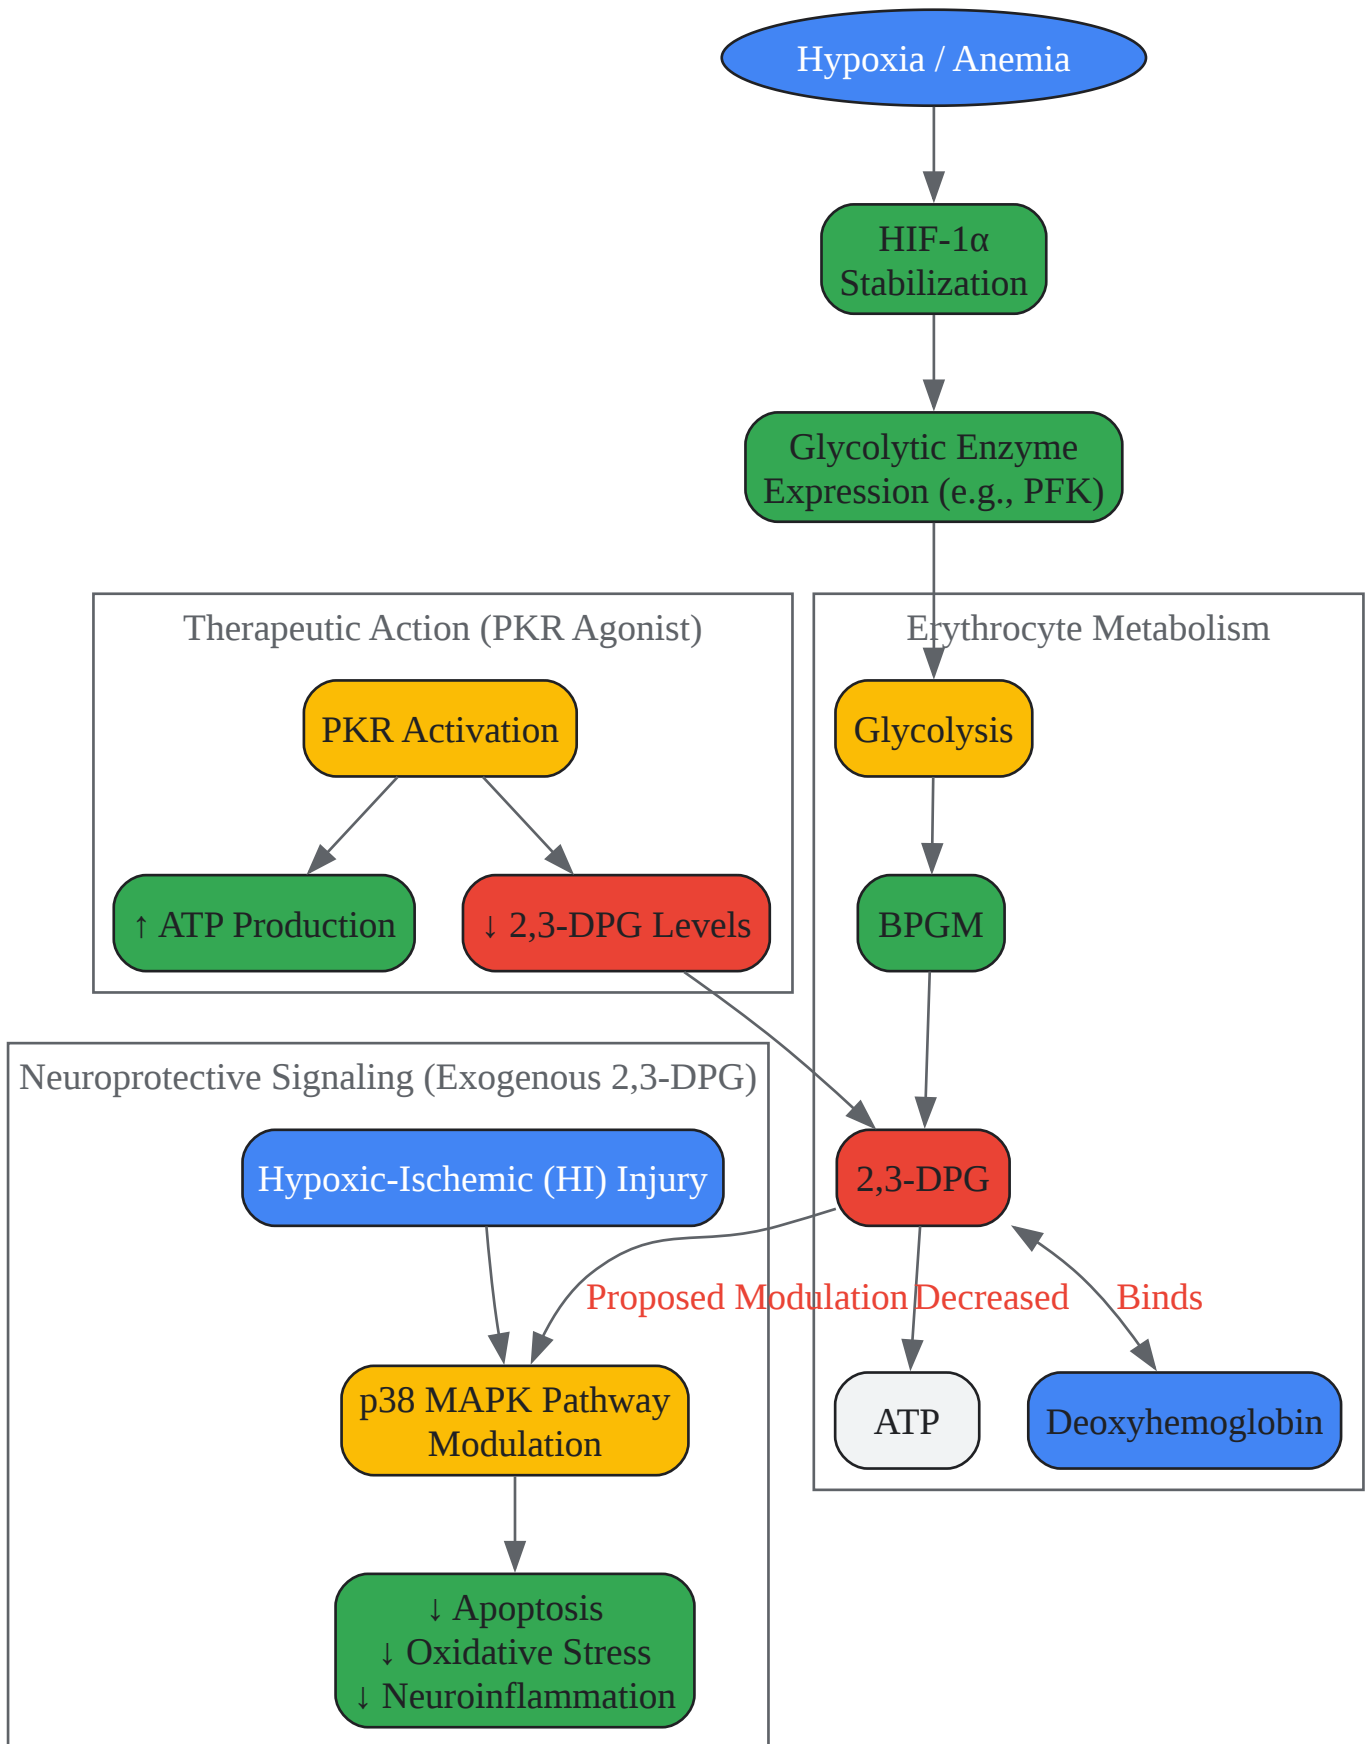 Hypoxia / Anemia
HIF-1α
Stabilization
Glycolytic Enzyme
Expression (e.g., PFK)
Therapeutic Action (PKR Agonist)
Erythrocyte Metabolism
PKR Activation
Glycolysis
↑ ATP Production
↓ 2,3-DPG Levels
BPGM
Neuroprotective Signaling (Exogenous 2,3-DPG)
Hypoxic-Ischemic (HI) Injury
2,3-DPG
Proposed Modulation
Decreased
Binds
p38 MAPK Pathway
Modulation
ATP
Deoxyhemoglobin
↓ Apoptosis
↓ Oxidative Stress
↓ Neuroinflammation